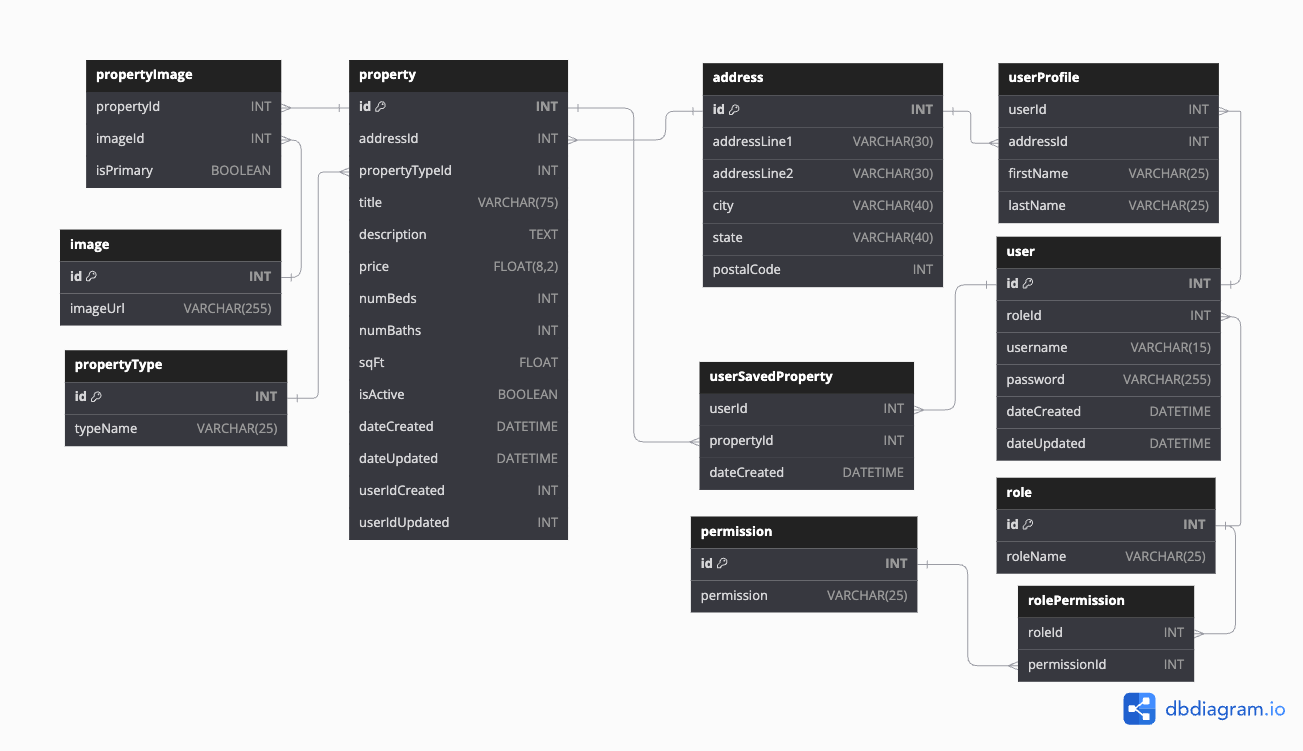 propertyImage
propertyId INT
imageId INT
isPrimary BOOLEAN
image
id INT
imageUrl VARCHAR(255)
propertyType
id INT
typeName VARCHAR(25)
property
id INT
addressId INT
propertyTypeId INT
title VARCHAR(75)
description TEXT
price FLOAT(8,2)
numBeds INT
numBaths INT
sqFt FLOAT
isActive BOOLEAN
dateCreated DATETIME
dateUpdated DATETIME
userIdCreated INT
userIdUpdated INT
address
id INT
addressLine1 VARCHAR(30)
addressLine2 VARCHAR(30)
city VARCHAR(40)
state VARCHAR(40)
postalCode INT
userSavedProperty
userId INT
propertyId INT
dateCreated DATETIME
permission
id INT
permission VARCHAR(25)
userProfile
userId INT
addressId INT
firstName VARCHAR(25)
lastName VARCHAR(25)
user
id INT
roleId INT
username VARCHAR(15)
password VARCHAR(255)
dateCreated DATETIME
dateUpdated DATETIME
role
id INT
roleName VARCHAR(25)
rolePermission
roleId INT
permissionId INT
dbdiagram.io